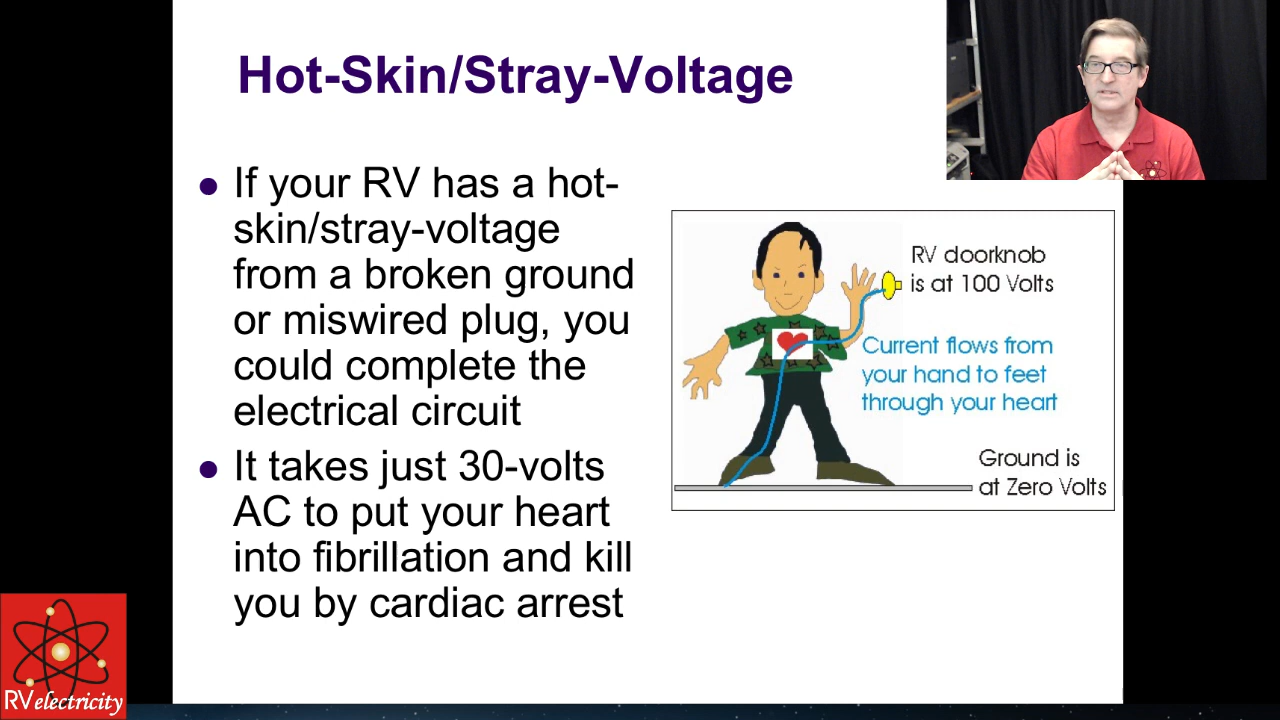 Hot-Skin/Stray-Voltage
● If your RV has a hot-
skin/stray-voltage
from a broken ground
or miswired plug, you
could complete the
electrical circuit
● It takes just 30-volts
AC to put your heart
into fibrillation and kill
you by cardiac arrest
RV doorknob
is at 100 Volts
Current flows from
your hand to feet
through your heart
Ground is
at Zero Volts
RVelectricity